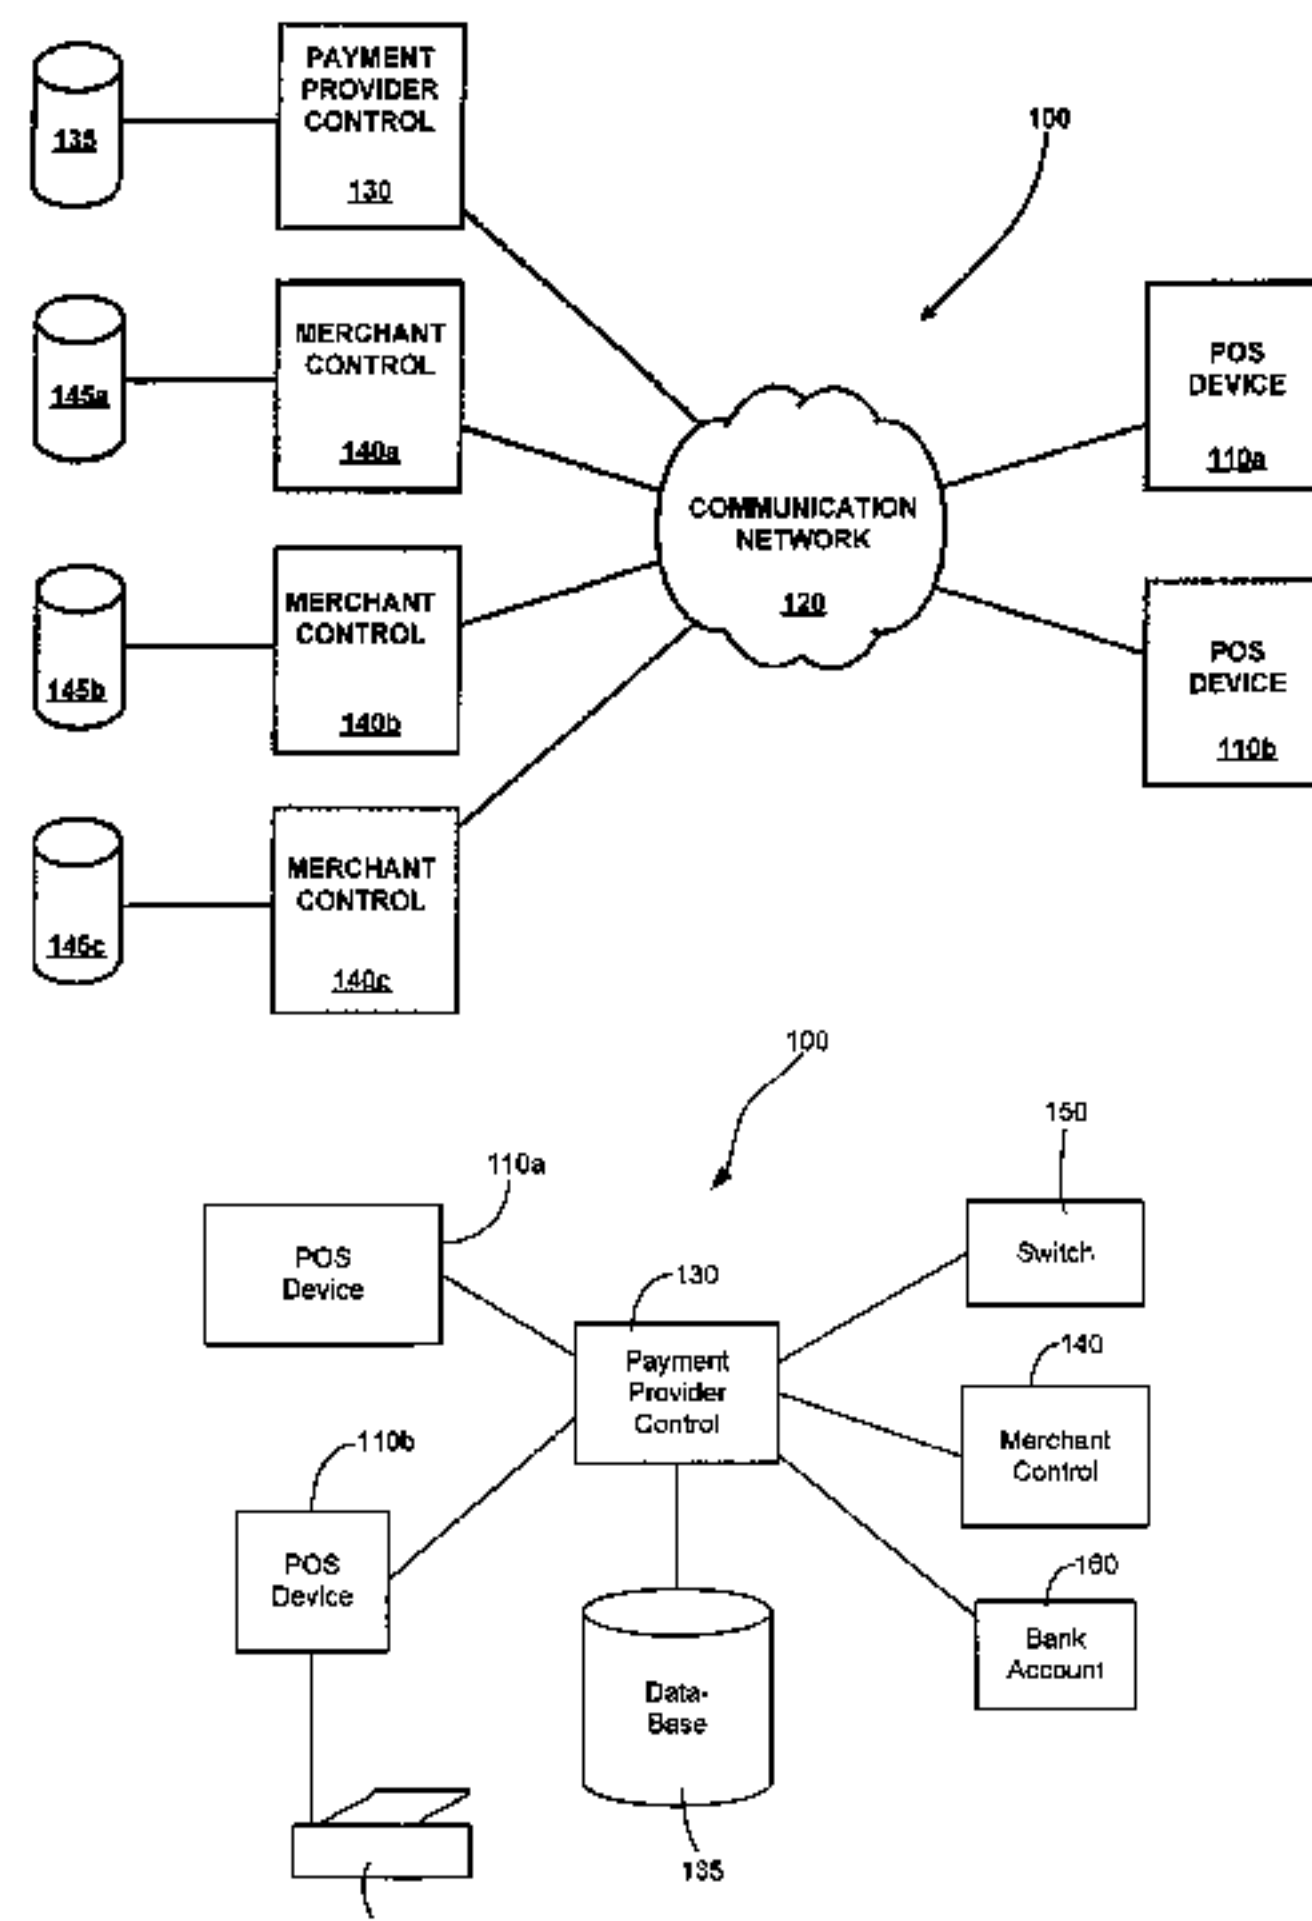 PAYMENT
PROVIDER
CONTROL
130
135
100
MERCHANT
CONTROL
140a
145a
POS
DEVICE
110a
COMMUNICATION
NETWORK
120
MERCHANT
CONTROL
140b
145b
POS
DEVICE
110b
MERCHANT
CONTROL
140c
145c
100
150
110a
Switch
POS
Device
130
140
Payment
Provider
Control
Merchant
Control
110b
160
POS
Device
Bank
Account
Data-
Base
135